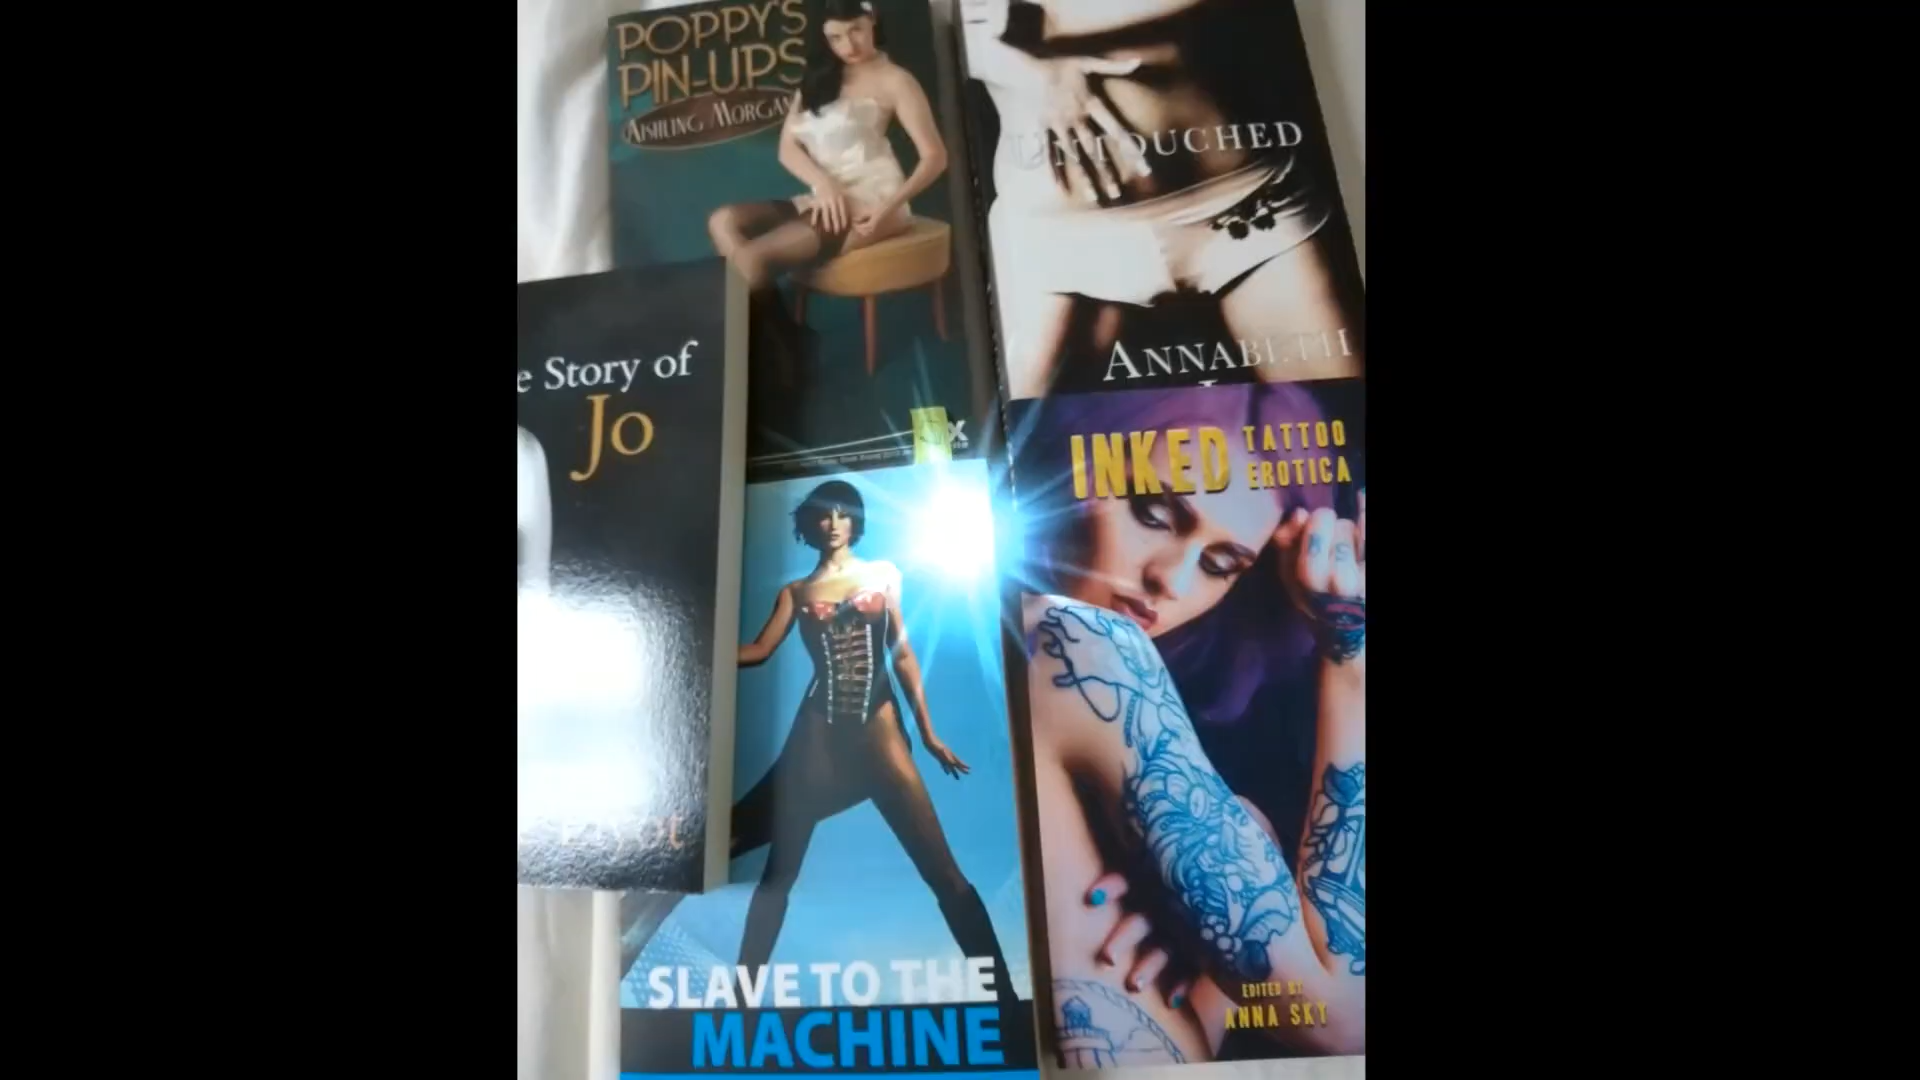 POPPY'S
PIN-UPS
AISHLING MORGAN
UNTOUCHED
ANNABETH
e Story of
Jo
INKED TATTOO
EROTICA
EDITED BY
ANNA SKY
SLAVE TO THE
MACHINE